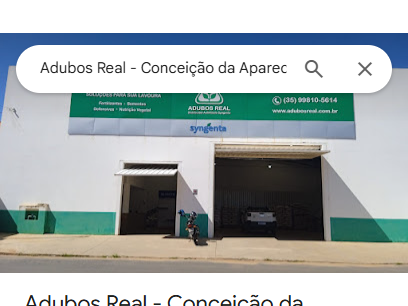 Adubos Real - Conceição da Aparec
SOLUÇÕES PARA SUA LAVOURA
Fertilizantes - Sementes
Defensivos - Nutrição Vegetal
ADUBOS REAL
(35) 99810-5614
www.adubosreal.com.br
syngenta
Adubos Real - Conceição da